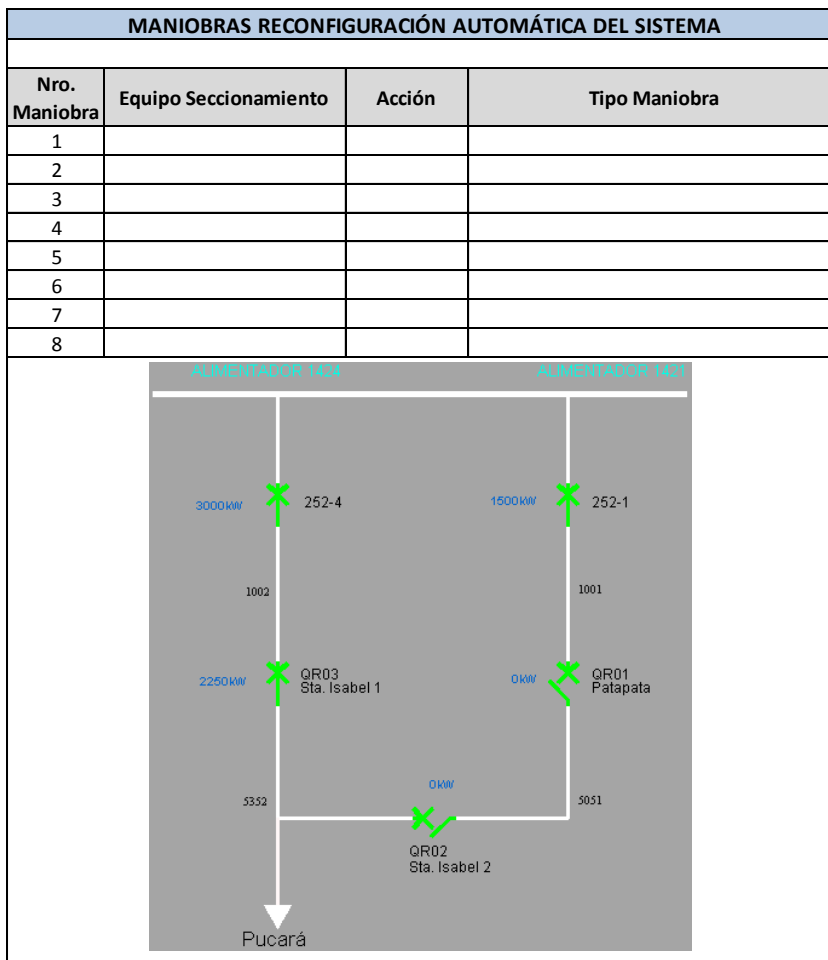 MANIOBRAS RECONFIGURACIÓN AUTOMÁTICA DEL SISTEMA
Nro. Maniobra Equipo Seccionamiento Acción Tipo Maniobra
1
2
3
4
5
6
7
8
ALIMENTADOR 1424 ALIMENTADOR 1421
3000kW 252-4 1500kW 252-1
1002 1001
2250kW QR03 0kW QR01
Sta. Isabel 1 Patapata
0kW
5352 5051
QR02
Sta. Isabel 2
Pucará